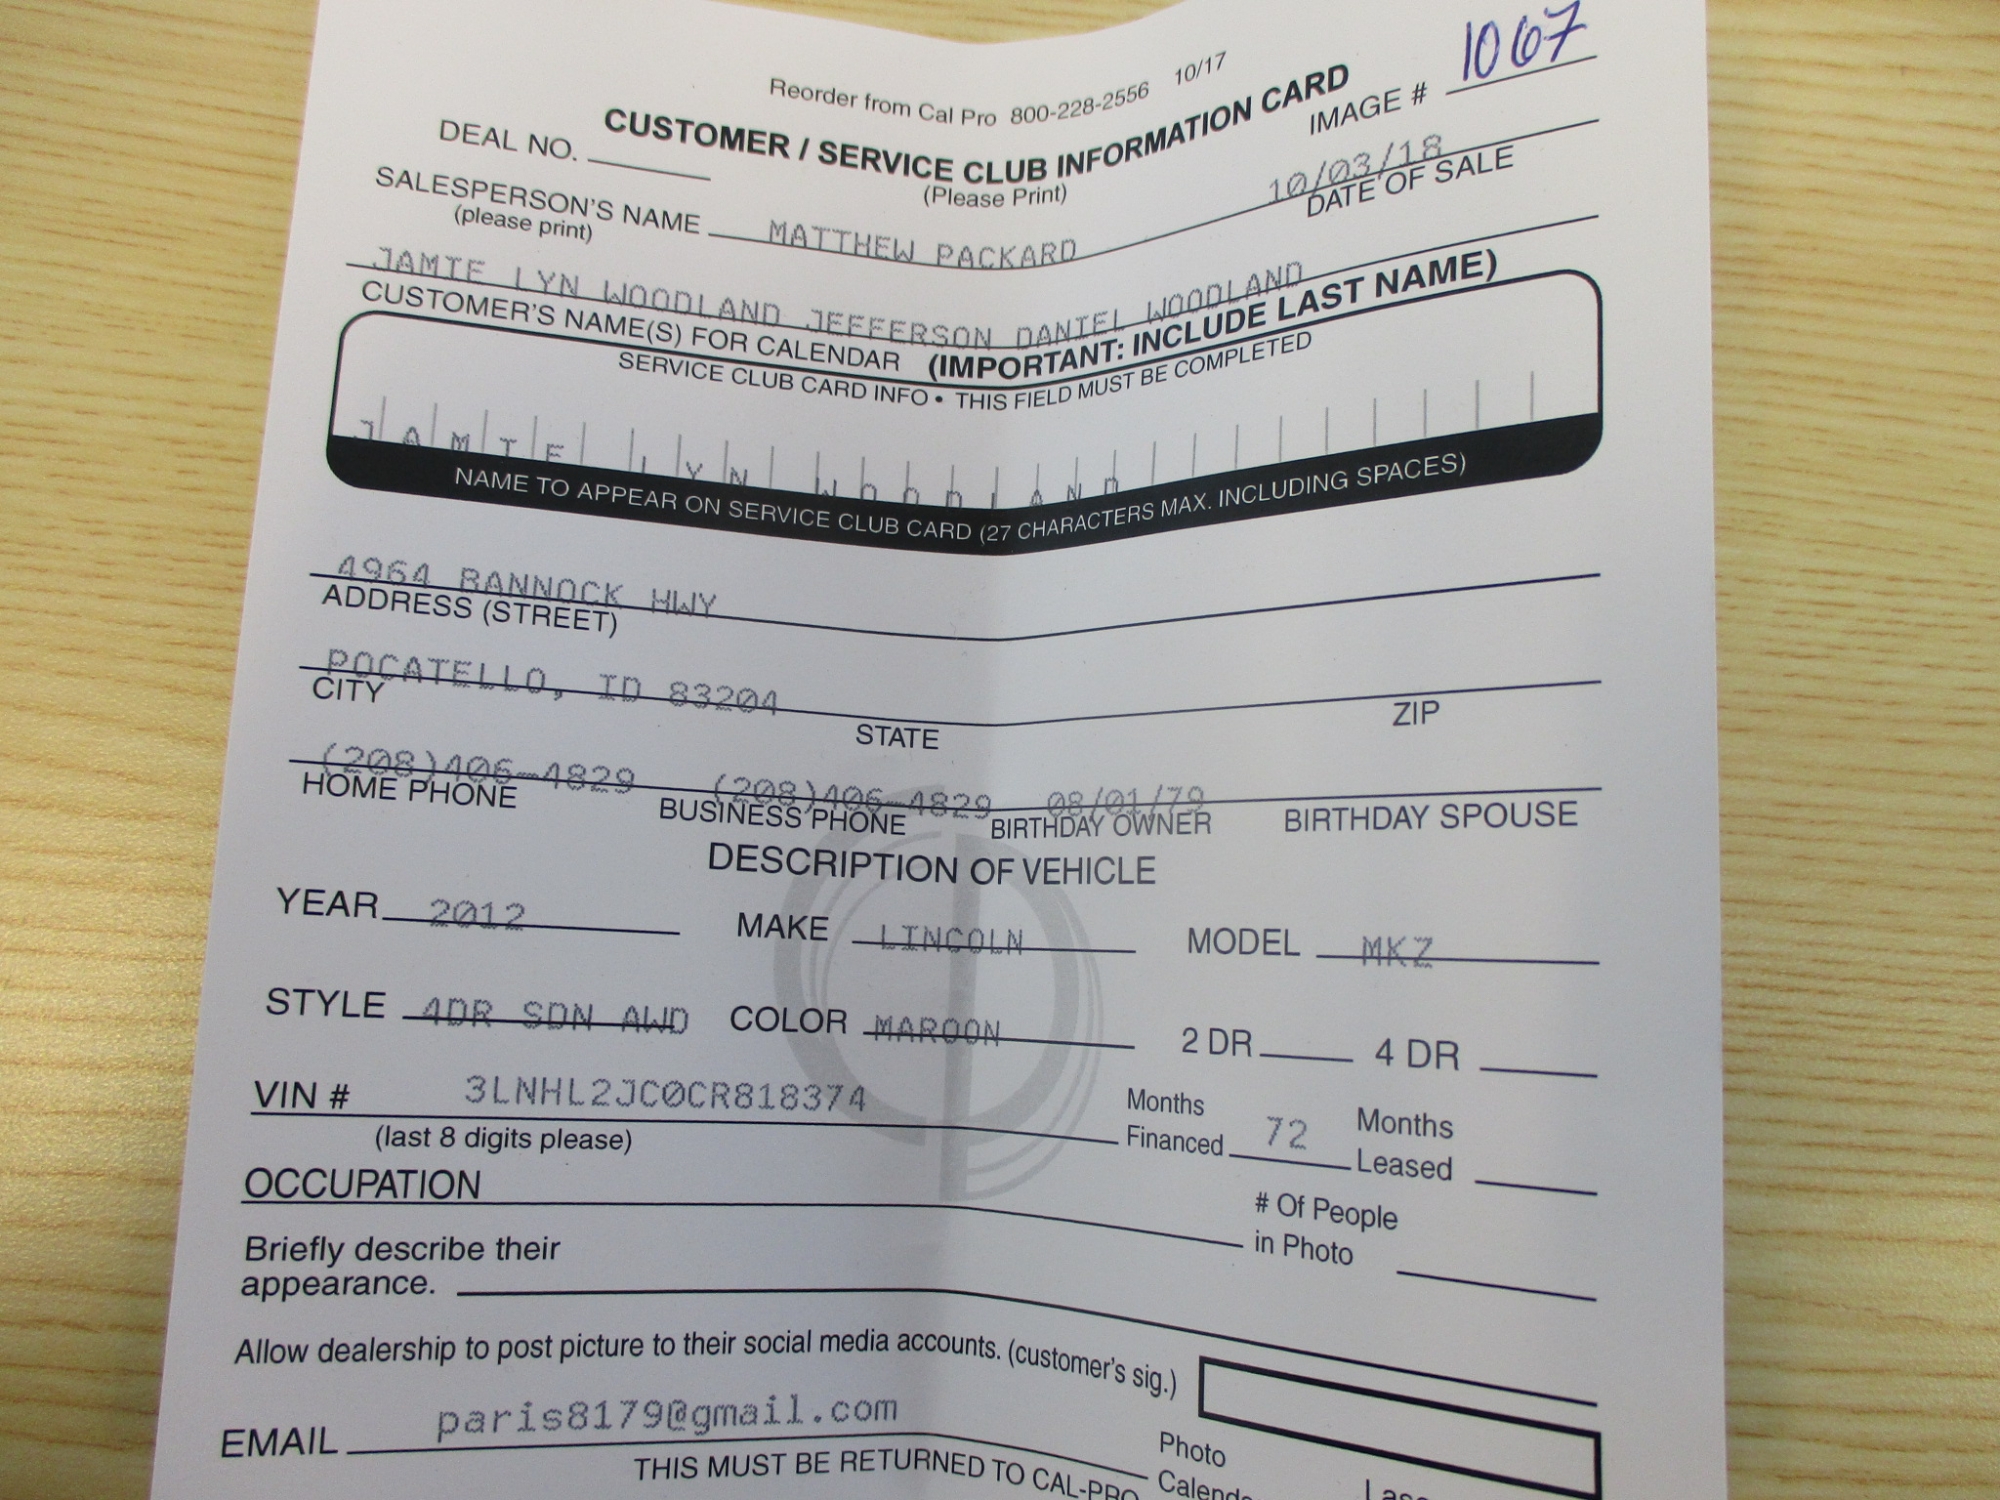 Reorder from Cal Pro 800-228-2556 10/17
IMAGE # 1067
CUSTOMER / SERVICE CLUB INFORMATION CARD
DEAL NO.
(Please Print)
10/03/18
DATE OF SALE
SALESPERSON'S NAME MATTHEW PACKARD
(please print)
JAMIE LYN WOODLAND JEFFERSON DANIEL WOODLAND
CUSTOMER'S NAME(S) FOR CALENDAR (IMPORTANT: INCLUDE LAST NAME)
SERVICE CLUB CARD INFO • THIS FIELD MUST BE COMPLETED
JAMIE LYN WOODLAND
NAME TO APPEAR ON SERVICE CLUB CARD (27 CHARACTERS MAX. INCLUDING SPACES)
4964 BANNOCK HWY
ADDRESS (STREET)
POCATELLO, ID 83204
CITY STATE ZIP
(208)406-4829 (208)406-4829 08/01/79
HOME PHONE BUSINESS PHONE BIRTHDAY OWNER BIRTHDAY SPOUSE
DESCRIPTION OF VEHICLE
YEAR 2012 MAKE LINCOLN MODEL MKZ
STYLE 4DR SDN AWD COLOR MAROON 2 DR 4 DR
VIN # 3LNHL2JC0CR818374 Months Financed 72 Months Leased
(last 8 digits please)
OCCUPATION # Of People in Photo
Briefly describe their
appearance.
Allow dealership to post picture to their social media accounts. (customer's sig.)
EMAIL paris8179@gmail.com
THIS MUST BE RETURNED TO CAL-PRO
Photo